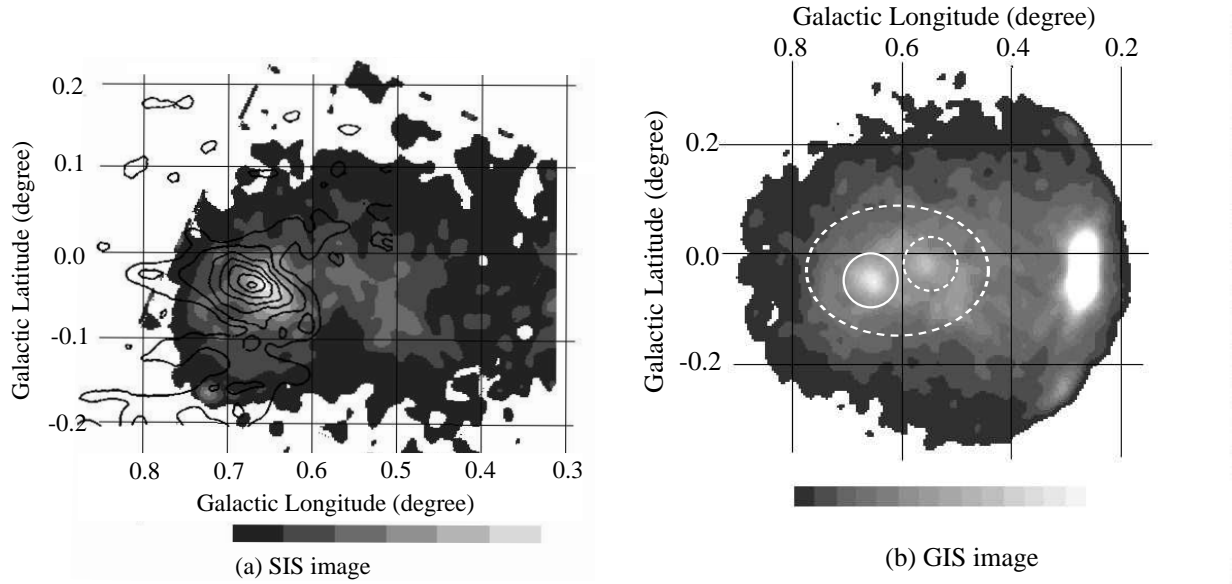 0.2
0.1
0.0
-0.1
-0.2
Galactic Latitude (degree)
0.8 0.7 0.6 0.5 0.4 0.3
Galactic Longitude (degree)
(a) SIS image
Galactic Longitude (degree)
0.8 0.6 0.4 0.2
0.2
0.0
-0.2
Galactic Latitude (degree)
(b) GIS image